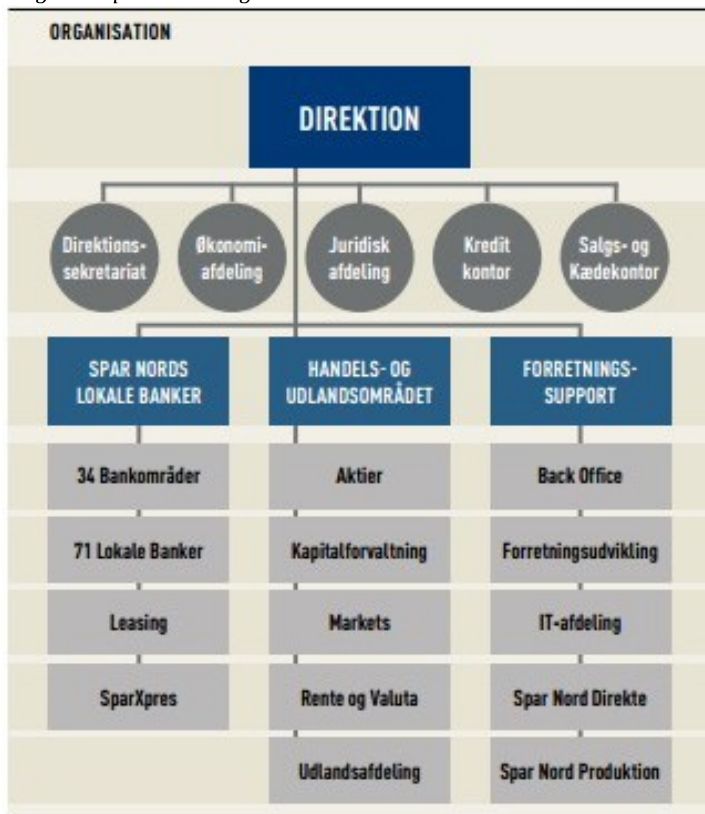 ORGANISATION
DIREKTION
Direktions-
sekretariat
Økonomi-
afdeling
Juridisk
afdeling
Kredit
kontor
Salgs- og
Kædekontor
SPAR NORDS
LOKALE BANKER
HANDELS- OG
UDLANDSOMRÅDET
FORRETNINGS-
SUPPORT
34 Bankområder
Aktier
Back Office
71 Lokale Banker
Kapitalforvaltning
Forretningsudvikling
Leasing
Markets
IT-afdeling
SparXpres
Rente og Valuta
Spar Nord Direkte
Udlandsafdeling
Spar Nord Produktion